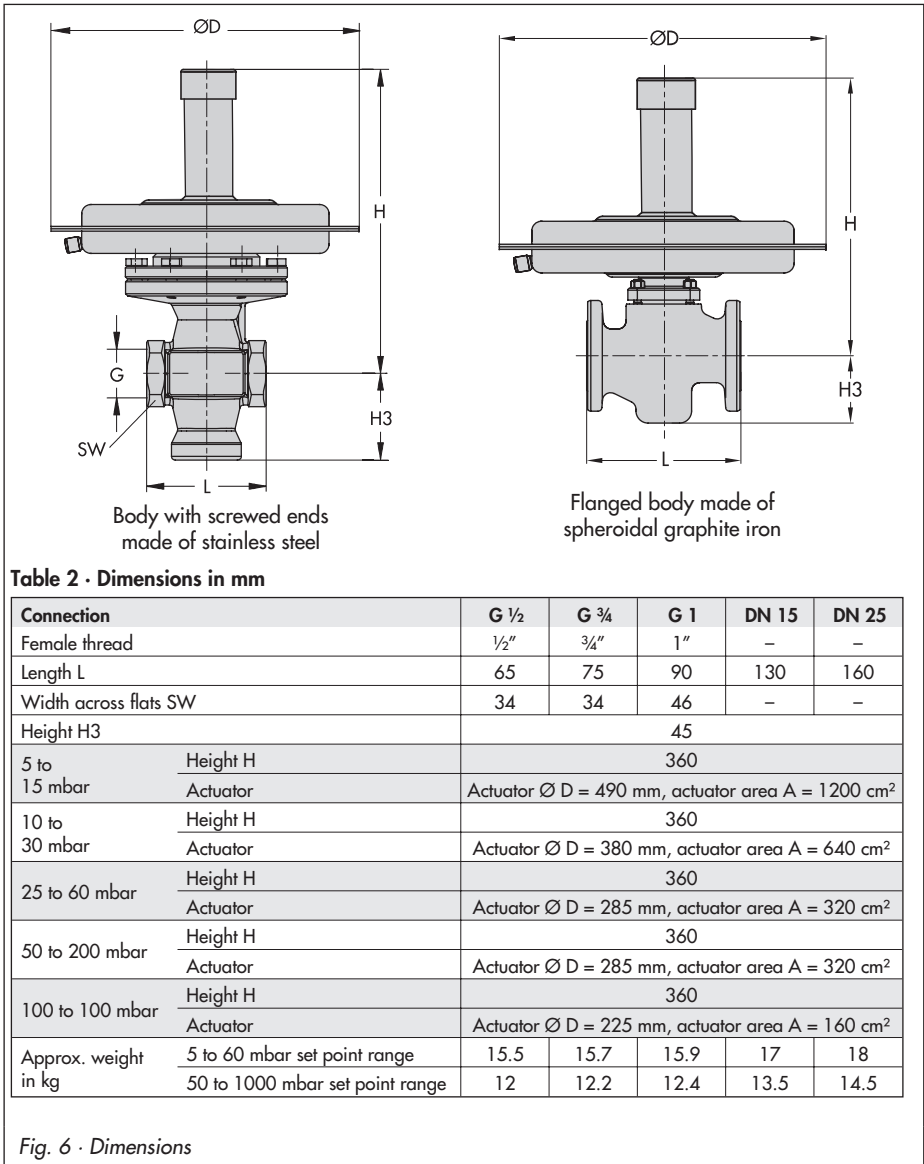 ØD
ØD
H
H
G
H3
H3
SW
L
L
Body with screwed ends
made of stainless steel
Flanged body made of
spheroidal graphite iron
Table 2 · Dimensions in mm
Connection G ½ G ¾ G 1 DN 15 DN 25
Female thread ½” ¾” 1” – –
Length L 65 75 90 130 160
Width across flats SW 34 34 46 – –
Height H3 45
5 to
15 mbar
Height H 360
Actuator Actuator Ø D = 490 mm, actuator area A = 1200 cm²
10 to
30 mbar
Height H 360
Actuator Actuator Ø D = 380 mm, actuator area A = 640 cm²
25 to 60 mbar
Height H 360
Actuator Actuator Ø D = 285 mm, actuator area A = 320 cm²
50 to 200 mbar
Height H 360
Actuator Actuator Ø D = 285 mm, actuator area A = 320 cm²
100 to 100 mbar
Height H 360
Actuator Actuator Ø D = 225 mm, actuator area A = 160 cm²
Approx. weight
in kg
5 to 60 mbar set point range 15.5 15.7 15.9 17 18
50 to 1000 mbar set point range 12 12.2 12.4 13.5 14.5
Fig. 6 · Dimensions